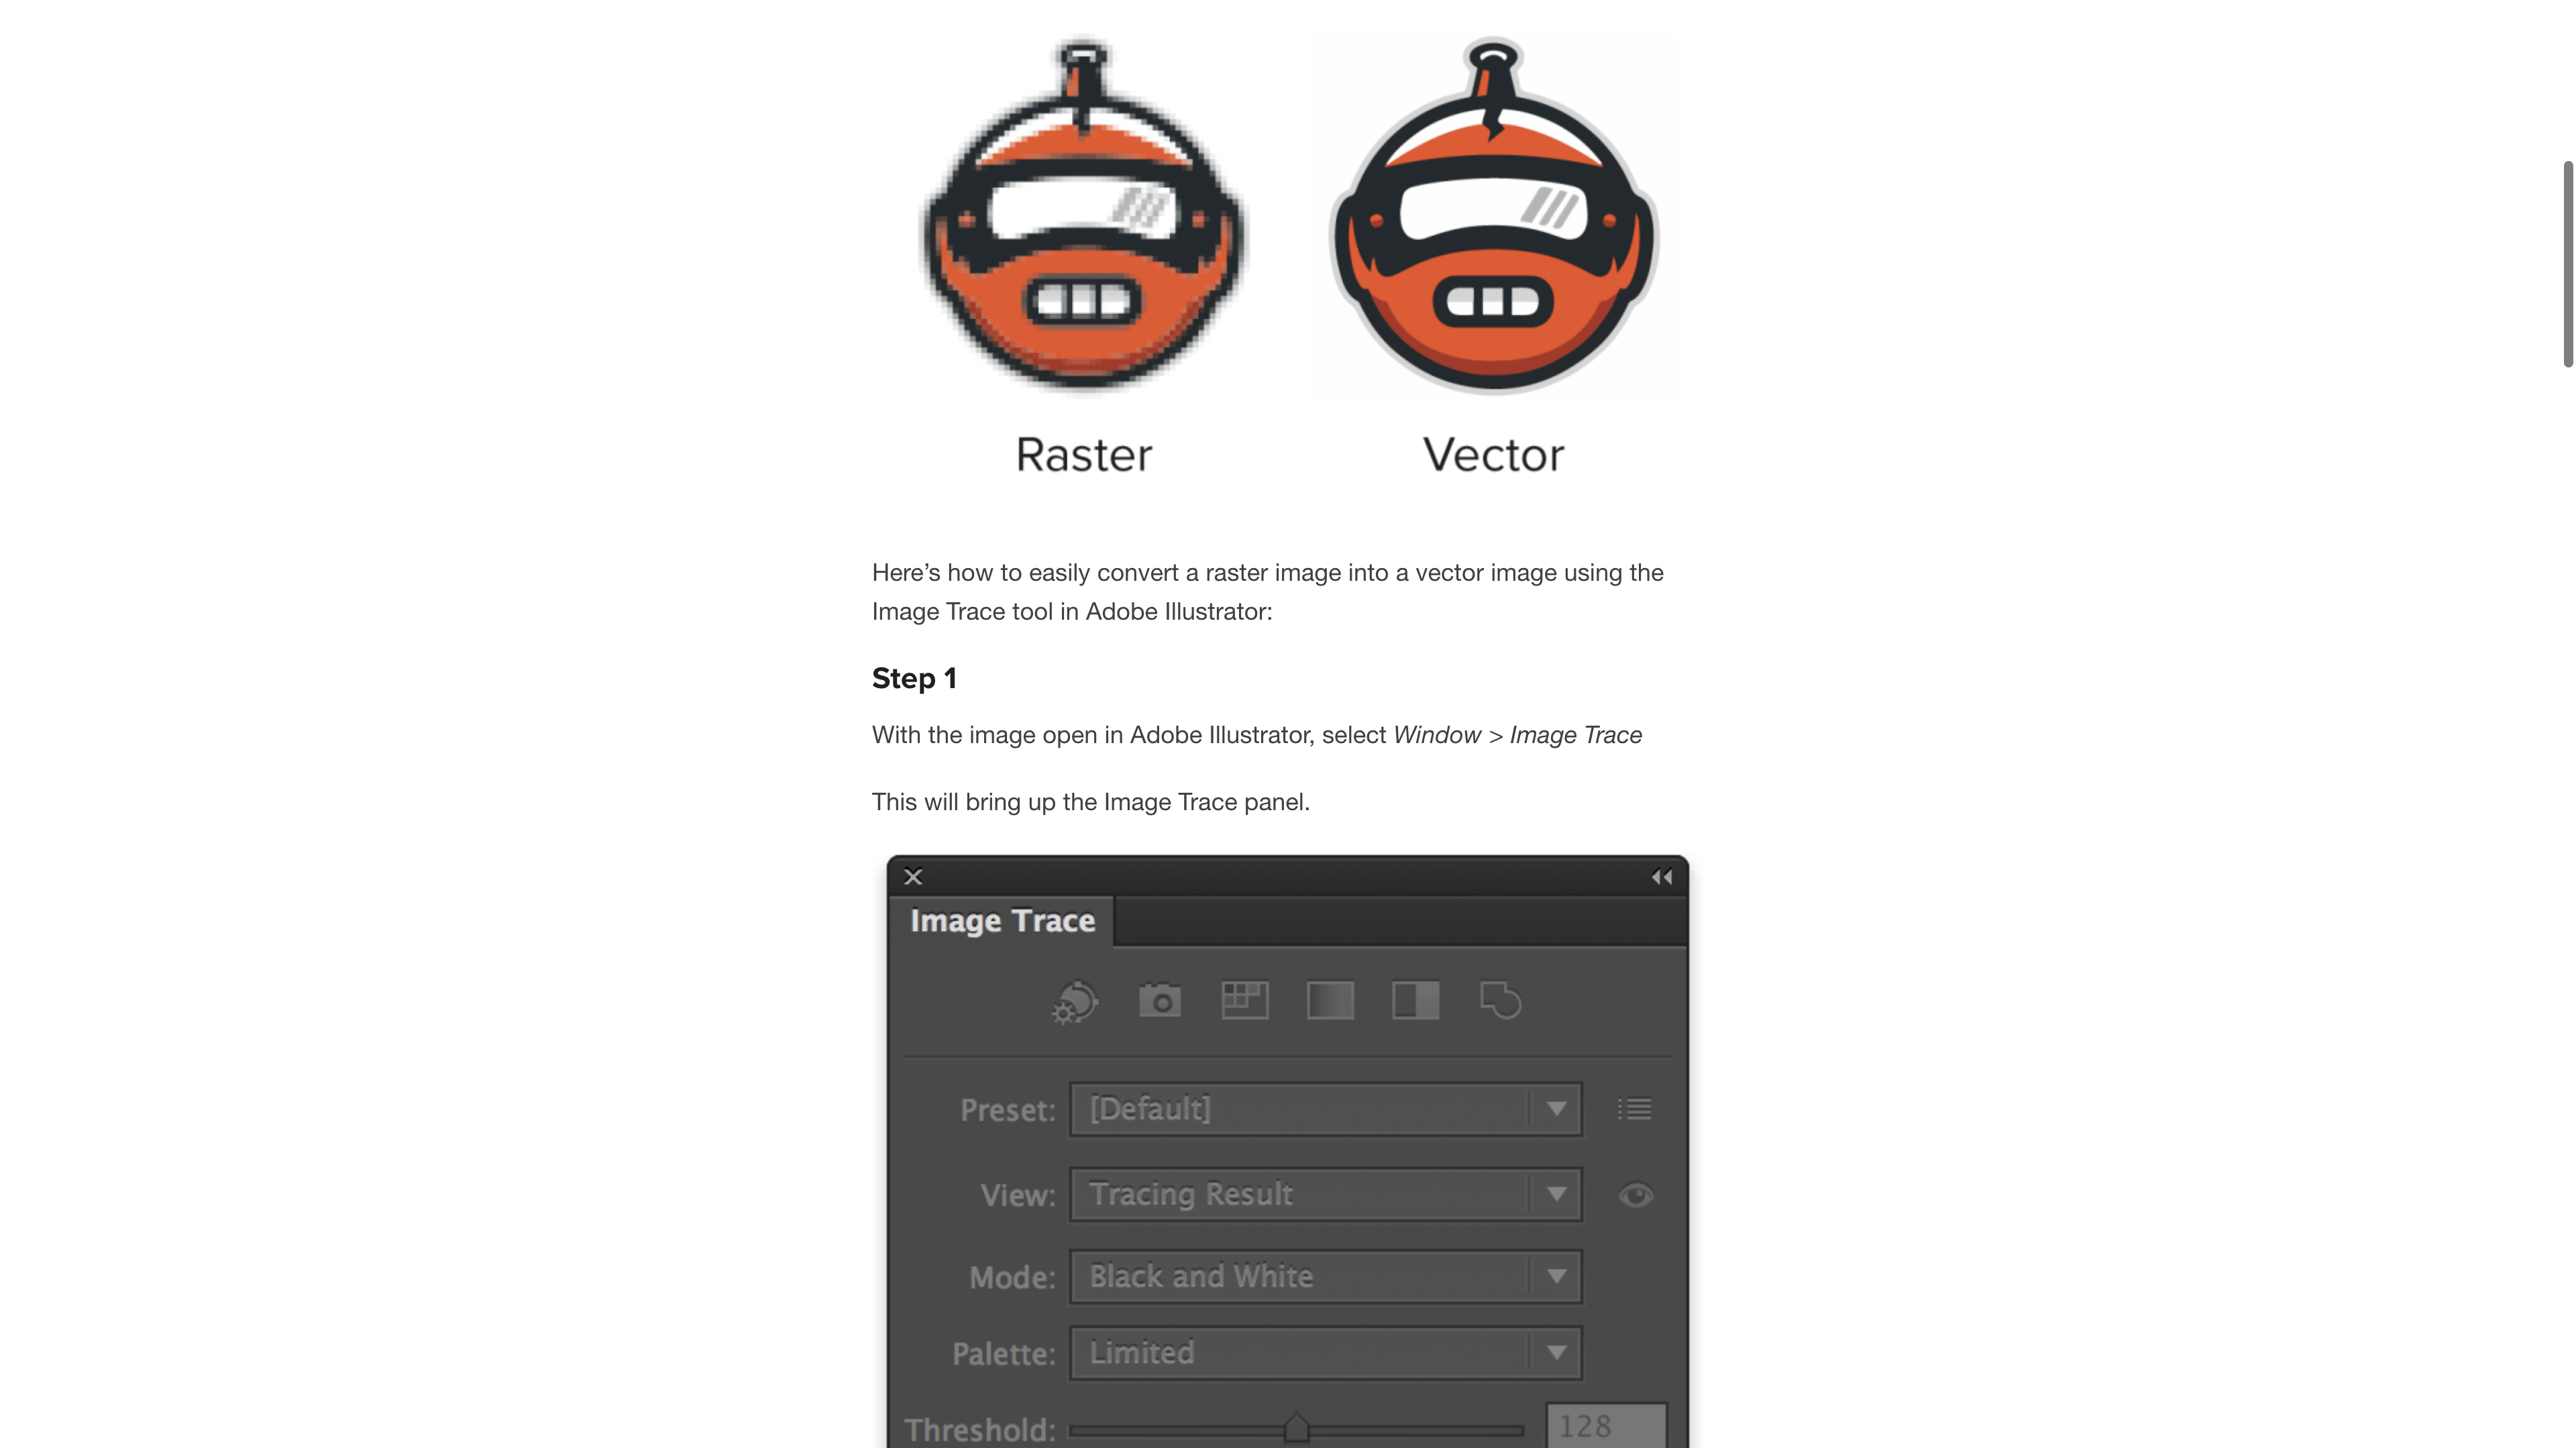 Raster
Vector
Here’s how to easily convert a raster image into a vector image using the
Image Trace tool in Adobe Illustrator:
Step 1
With the image open in Adobe Illustrator, select Window > Image Trace
This will bring up the Image Trace panel.
Image Trace
Preset: [Default]
View: Tracing Result
Mode: Black and White
Palette: Limited
Threshold: 128